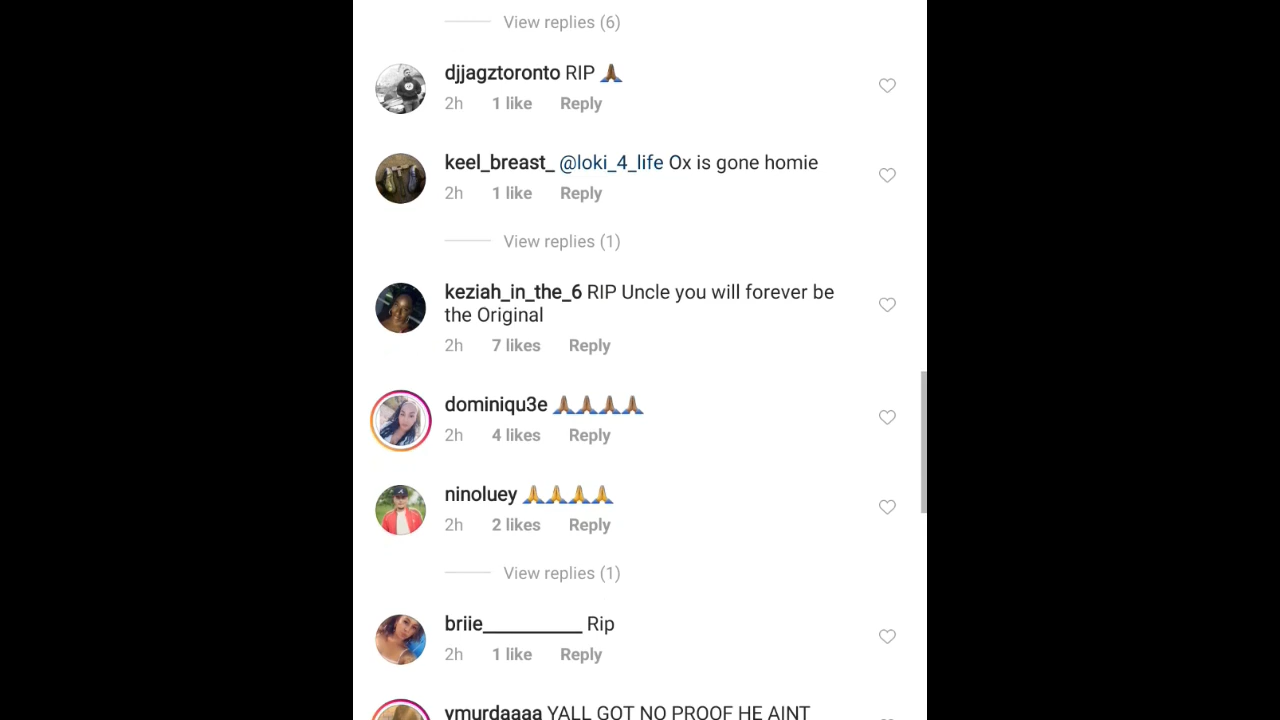 View replies (6)
djjagztoronto RIP 🙏🏾
2h 1 like Reply
keel_breast_ @loki_4_life Ox is gone homie
2h 1 like Reply
View replies (1)
keziah_in_the_6 RIP Uncle you will forever be
the Original
2h 7 likes Reply
dominiqu3e 🙏🏽🙏🏽🙏🏽🙏🏽
2h 4 likes Reply
ninoluey 🙏🙏🙏🙏
2h 2 likes Reply
View replies (1)
briie___________ Rip
2h 1 like Reply
ymurdaaaa YALL GOT NO PROOF HE AINT